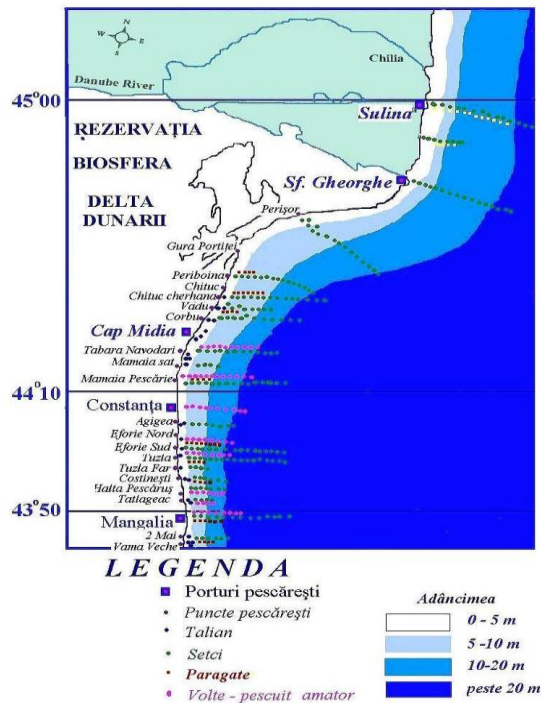 N
W E
S
Chilia
Danube River
45°00
Sulina
REZERVAȚIA
BIOSFERA
DELTA
DUNARII
Sf. Gheorghe
Perișor
Gura Portiței
Periboina
Chituc
Chituc cherhana
Vadu
Corbu
Cap Midia
Tabara Navodari
Mamaia sat
Mamaia Pescărie
44°10
Constanța
Agigea
Eforie Nord
Eforie Sud
Tuzla
Tuzla Far
Costinești
Halta Pescăruș
Tatlageac
43°50
Mangalia
2 Mai
Vama Veche
LEGENDA
Porturi pescărești
Puncte pescărești
Talian
Setci
Paragate
Volte - pescuit amator
Adâncimea
0 - 5 m
5 -10 m
10-20 m
peste 20 m